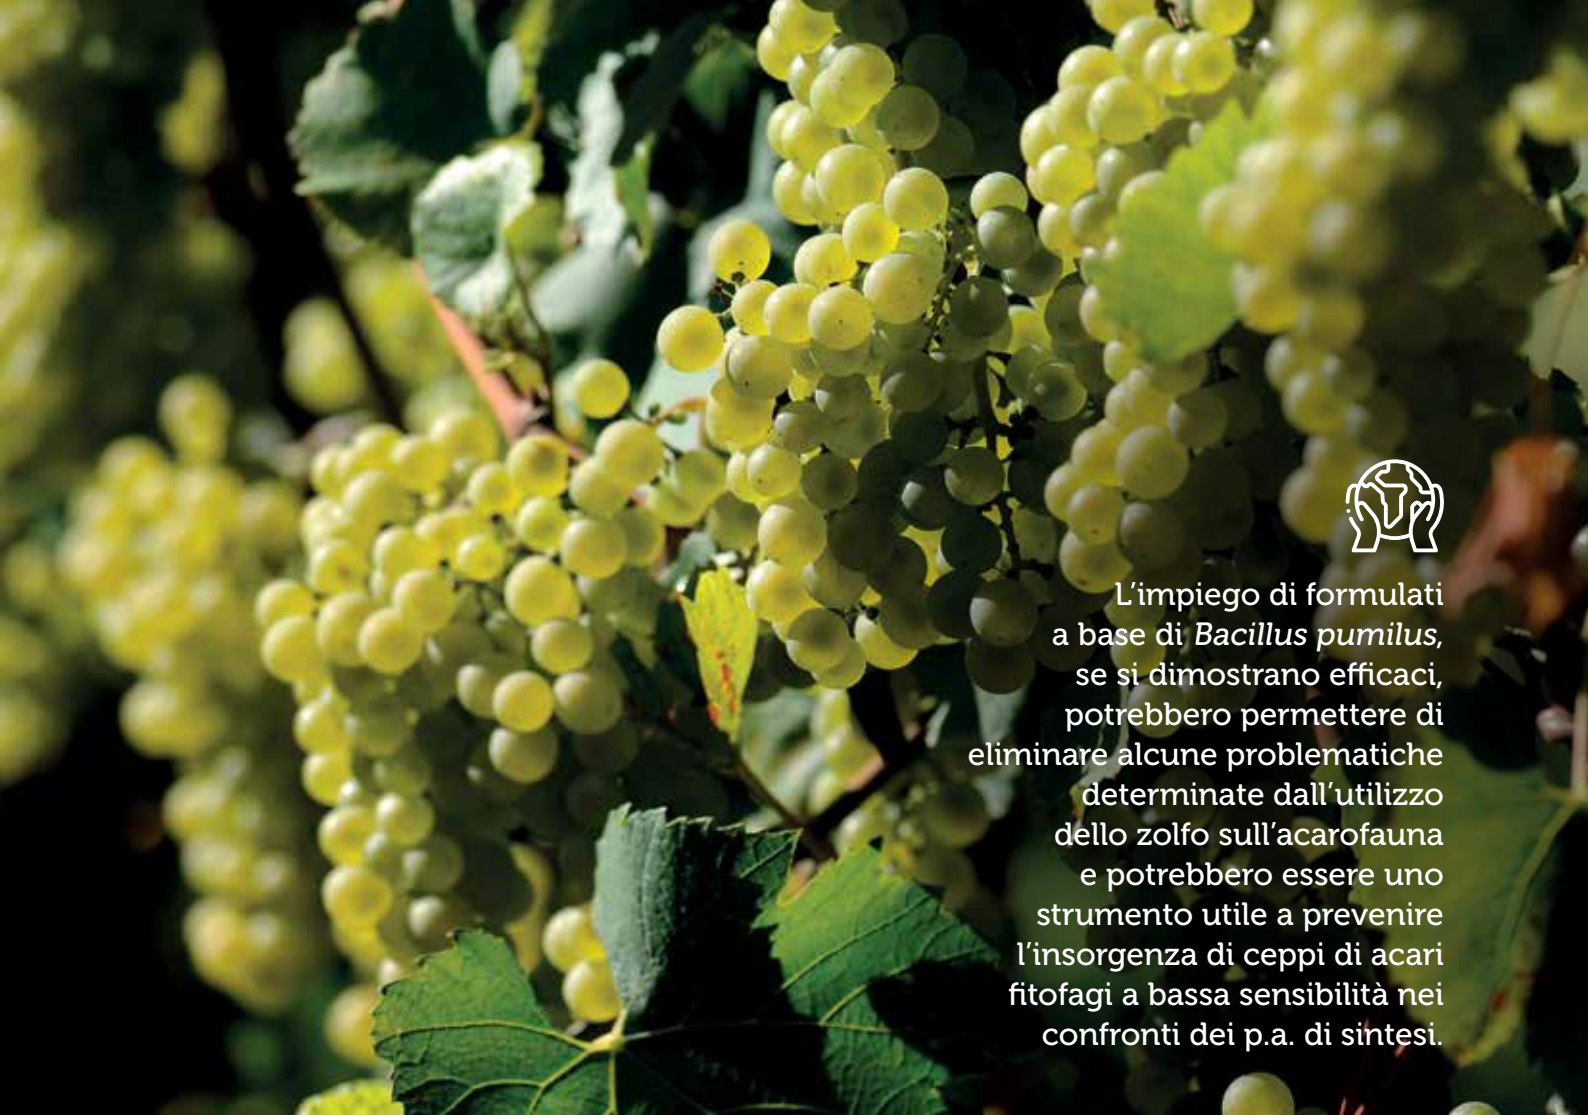 L’impiego di formulati
a base di Bacillus pumilus,
se si dimostrano efficaci,
potrebbero permettere di
eliminare alcune problematiche
determinate dall’utilizzo
dello zolfo sull’acarofauna
e potrebbero essere uno
strumento utile a prevenire
l’insorgenza di ceppi di acari
fitofagi a bassa sensibilità nei
confronti dei p.a. di sintesi.